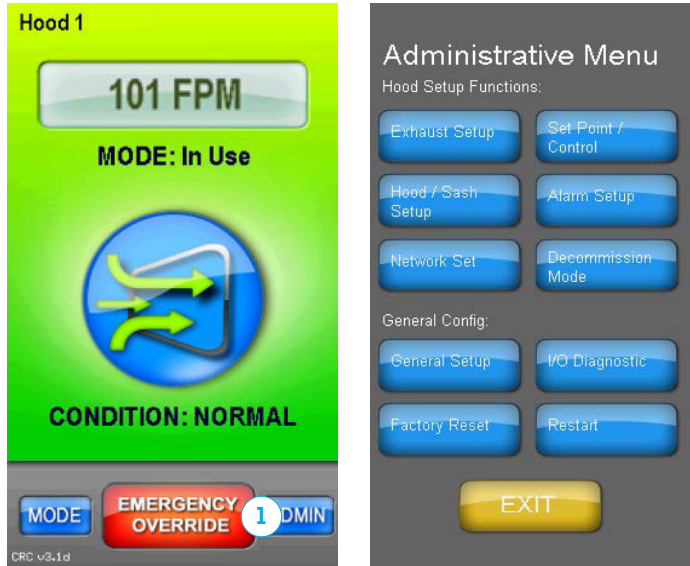 Hood 1
101 FPM
MODE: In Use
CONDITION: NORMAL
MODE
EMERGENCY
OVERRIDE
1
DMIN
CRC v3.1d
Administrative Menu
Hood Setup Functions:
Exhaust Setup
Set Point /
Control
Hood / Sash
Setup
Alarm Setup
Network Set
Decommission
Mode
General Config:
General Setup
I/O Diagnostic
Factory Reset
Restart
EXIT